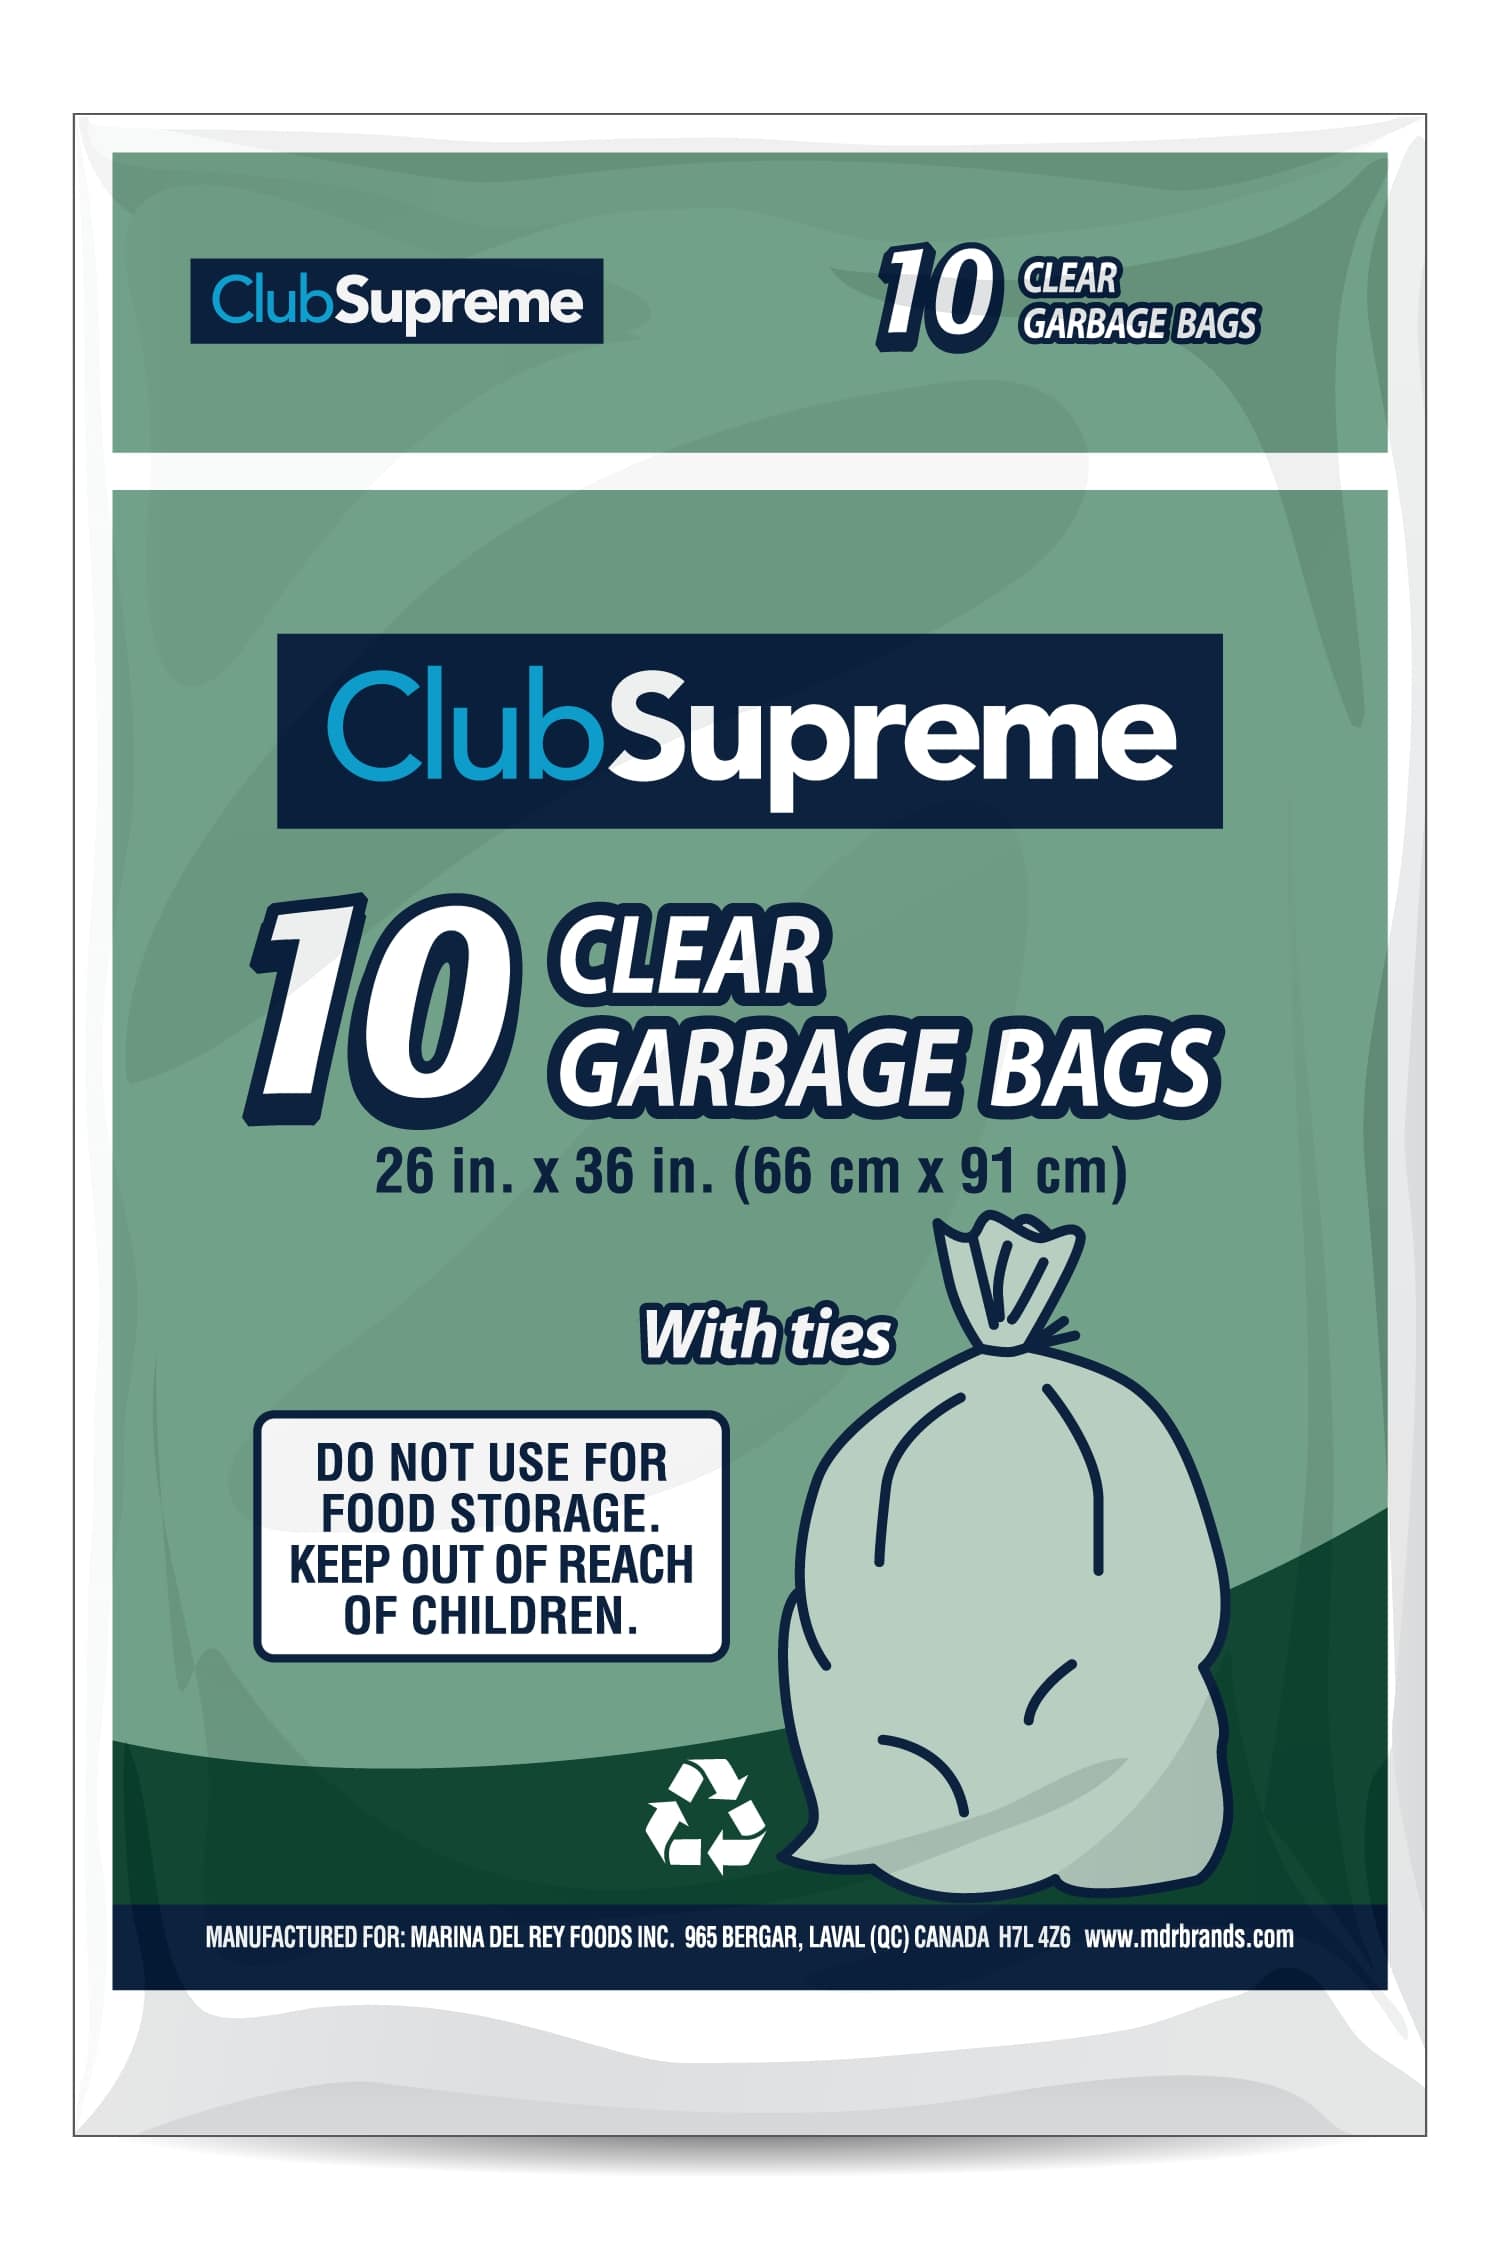 ClubSupreme
10 CLEAR
GARBAGE BAGS
ClubSupreme
10 CLEAR
GARBAGE BAGS
26 in. x 36 in. (66 cm x 91 cm)
With ties
DO NOT USE FOR
FOOD STORAGE.
KEEP OUT OF REACH
OF CHILDREN.
MANUFACTURED FOR: MARINA DEL REY FOODS INC. 965 BERGAR, LAVAL (QC) CANADA H7L 4Z6 www.mdrbrands.com